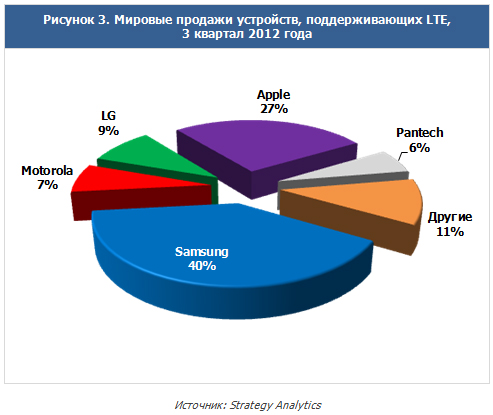 Рисунок 3. Мировые продажи устройств, поддерживающих LTE,
3 квартал 2012 года
Apple
27%
LG
9%
Pantech
6%
Motorola
7%
Другие
11%
Samsung
40%
Источник: Strategy Analytics